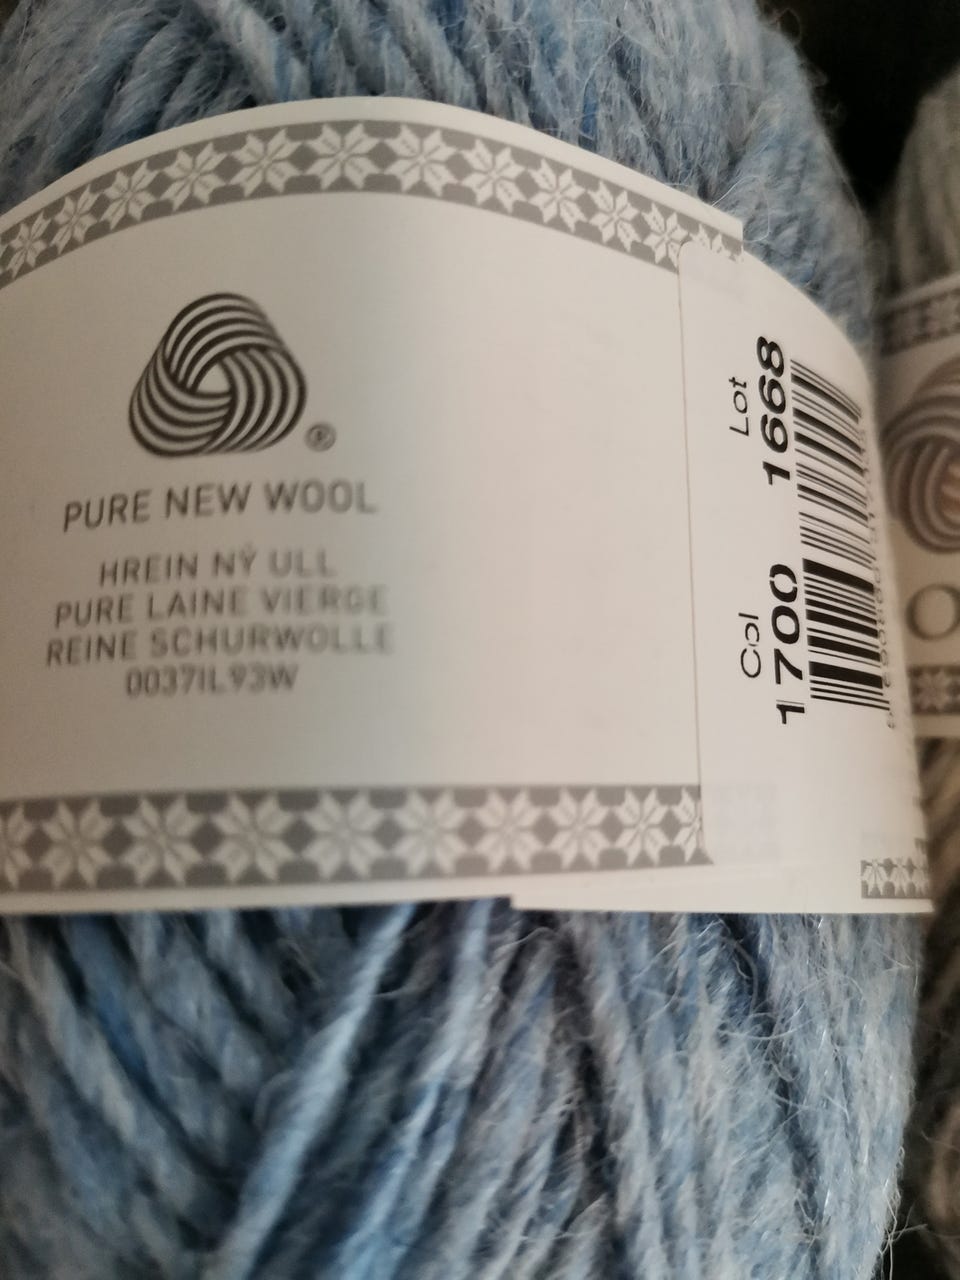 ®
PURE NEW WOOL
HREIN NÝ ULL
PURE LAINE VIERGE
REINE SCHURWOLLE
0037IL93W
Lot
1668
Col
1700